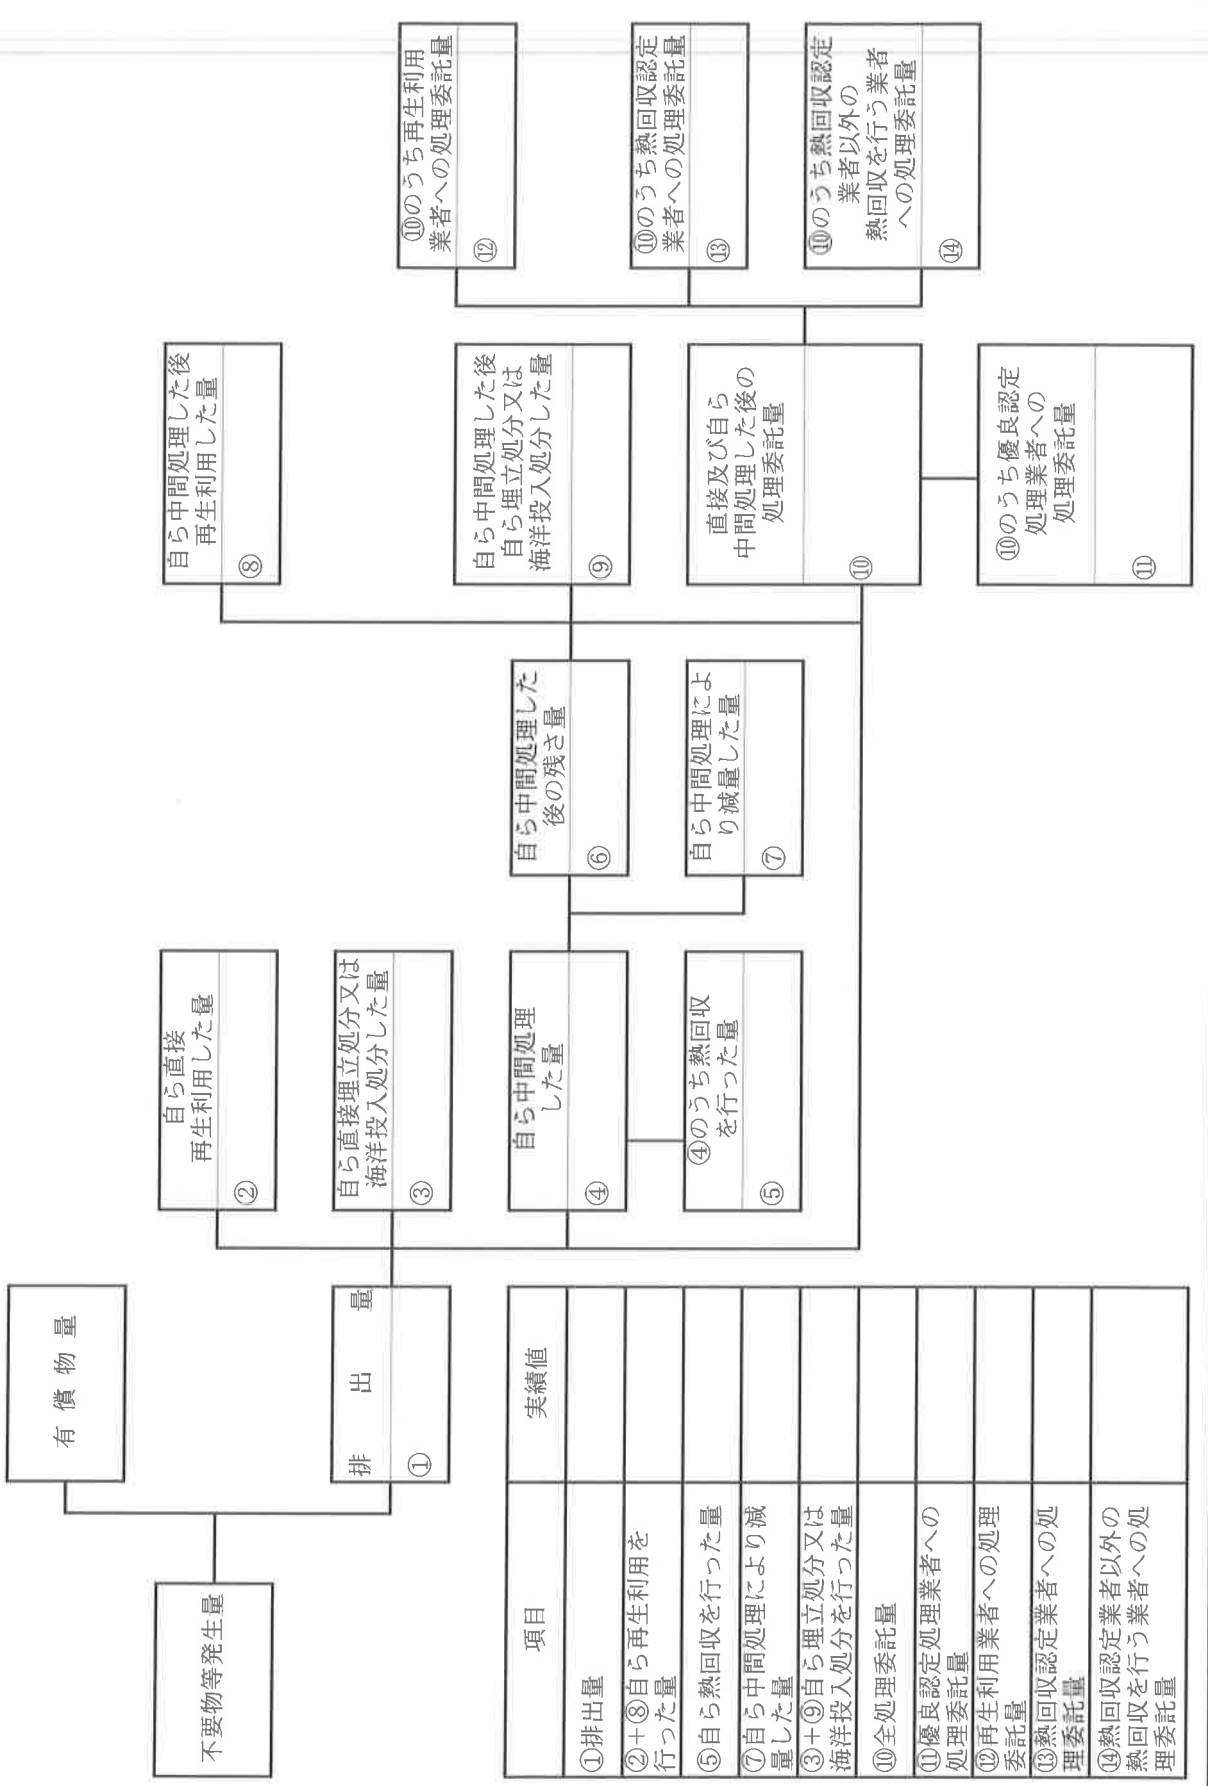 不要物等発生量
有償物量
排出量
①
自ら直接
再生利用した量
②
自ら直接埋立処分又は
海洋投入処分した量
③
自ら中間処理
した量
④
④のうち熱回収
を行った量
⑤
自ら中間処理した
後の残さ量
⑥
自ら中間処理によ
り減量した量
⑦
自ら中間処理した後
再生利用した量
⑧
自ら中間処理した後
自ら埋立処分又は
海洋投入処分した量
⑨
直接及び自ら
中間処理した後の
処理委託量
⑩
⑩のうち優良認定
処理業者への
処理委託量
⑪
⑩のうち再生利用
業者への処理委託量
⑫
⑩のうち熱回収認定
業者への処理委託量
⑬
⑩のうち熱回収認定
業者以外の
熱回収を行う業者
への処理委託量
⑭
項目
実績値
①排出量
②+⑧自ら再生利用を
行った量
⑤自ら熱回収を行った量
⑦自ら中間処理により減
量した量
③+⑨自ら埋立処分又は
海洋投入処分を行った量
⑩全処理委託量
⑪優良認定処理業者への
処理委託量
⑫再生利用業者への処理
委託量
⑬熱回収認定業者への処
理委託量
⑭熱回収認定業者以外の
熱回収を行う業者への処
理委託量